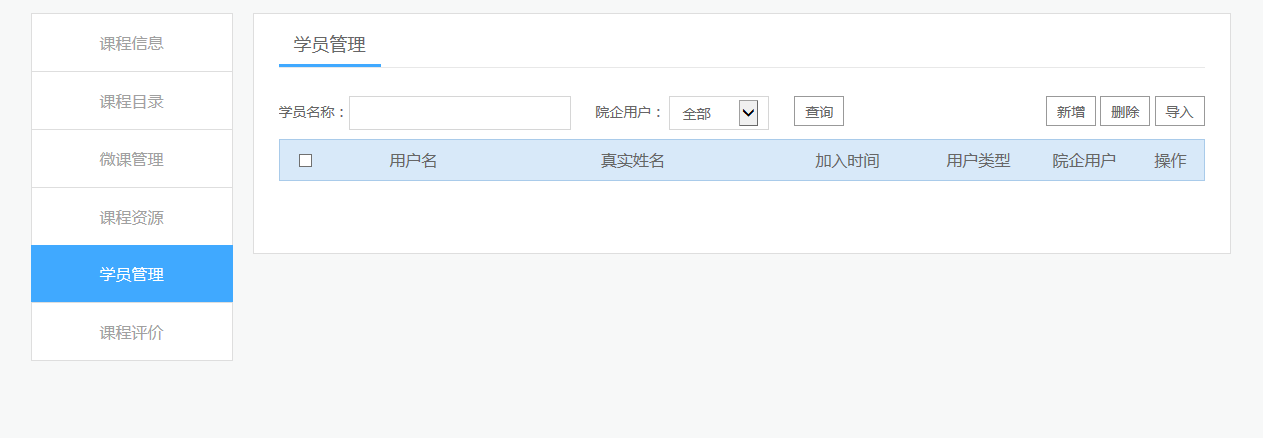 课程信息
课程目录
微课管理
课程资源
学员管理
课程评价
学员管理
学员名称： 院企用户： 全部 查询 新增 删除 导入
用户名 真实姓名 加入时间 用户类型 院企用户 操作